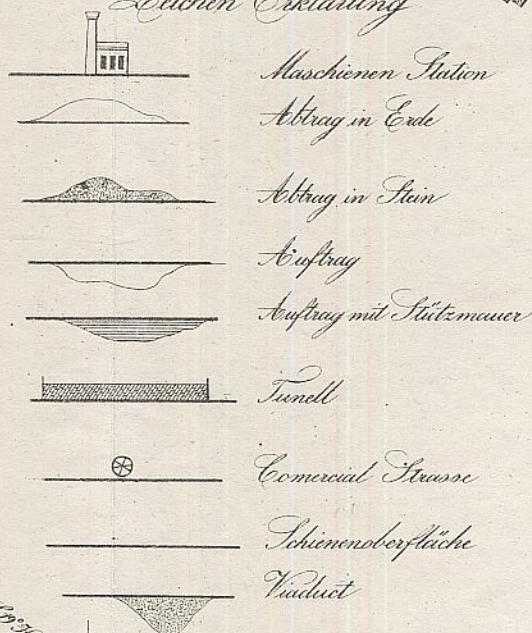 Zeichen Erklärung
Maschienen Station
Abtrag in Erde
Abtrag in Stein
Auftrag
Auftrag mit Stützmauer
Tunell
Comercial Strasse
Schienenoberfläche
Viaduct